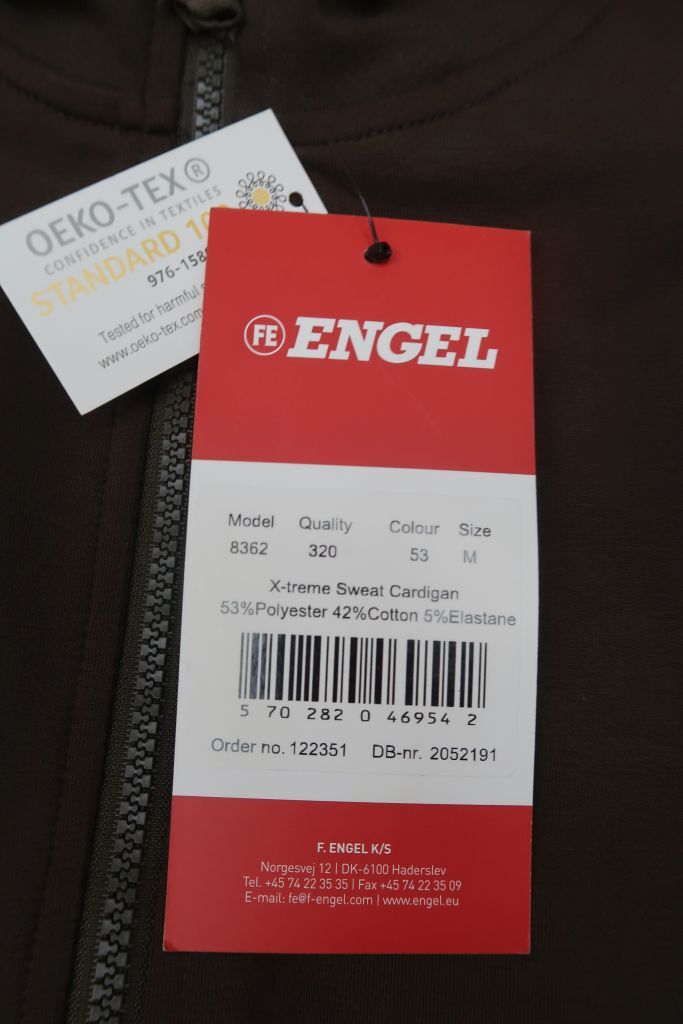 OEKO-TEX®
CONFIDENCE IN TEXTILES
STANDARD
Tested for harmful
www.oeko-tex.com
FE ENGEL
Model Quality Colour Size
8362 320 53 M
X-treme Sweat Cardigan
53%Polyester 42%Cotton 5%Elastane
5 70 282 0 46954 2
Order no. 122351 DB-nr. 2052191
F. ENGEL K/S
Norgesvej 12 | DK-6100 Haderslev
Tel. +45 74 22 35 35 | Fax +45 74 22 35 09
E-mail: fe@f-engel.com | www.engel.eu